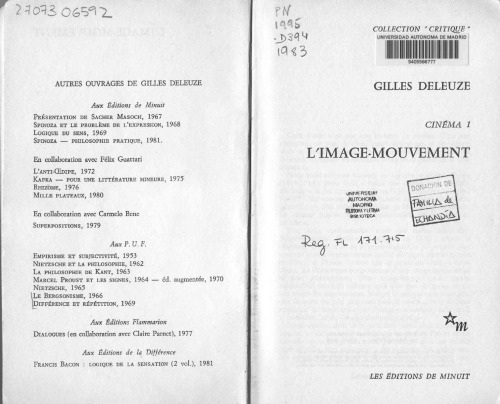 27073 06592
AUTRES OUVRAGES DE GILLES DELEUZE
Aux Éditions de Minuit
PRÉSENTATION DE SACHER MASOCH, 1967
SPINOZA ET LE PROBLÈME DE L'EXPRESSION, 1968
LOGIQUE DU SENS, 1969
SPINOZA — PHILOSOPHIE PRATIQUE, 1981.
En collaboration avec Félix Guattari
L'ANTI-ŒDIPE, 1972
KAFKA — POUR UNE LITTÉRATURE MINEURE, 1975
RHIZOME, 1976
MILLE PLATEAUX, 1980
En collaboration avec Carmelo Bene
SUPERPOSITIONS, 1979
Aux P. U. F.
EMPIRISME ET SUBJECTIVITÉ, 1953
NIETZSCHE ET LA PHILOSOPHIE, 1962
LA PHILOSOPHIE DE KANT, 1963
MARCEL PROUST ET LES SIGNES, 1964 — éd. augmentée, 1970
NIETZSCHE, 1965
LE BERGSONISME, 1966
DIFFÉRENCE ET RÉPÉTITION, 1969
Aux Éditions Flammarion
DIALOGUES (en collaboration avec Claire Parnet), 1977
Aux Éditions de la Différence
FRANCIS BACON : LOGIQUE DE LA SENSATION (2 vol.), 1981
PN
1995
.D394
1983
COLLECTION "CRITIQUE"
UNIVERSIDAD AUTONOMA DE MADRID
5409566777
GILLES DELEUZE
CINÉMA 1
L'IMAGE-MOUVEMENT
UNIVERSIDAD
AUTONOMA
MADRID
FILOSOFIA Y LETRAS
BIBLIOTECA
DONACION DE
FAMILIA de
ECHANDIA
Reg. FL 171.715
m
LES ÉDITIONS DE MINUIT